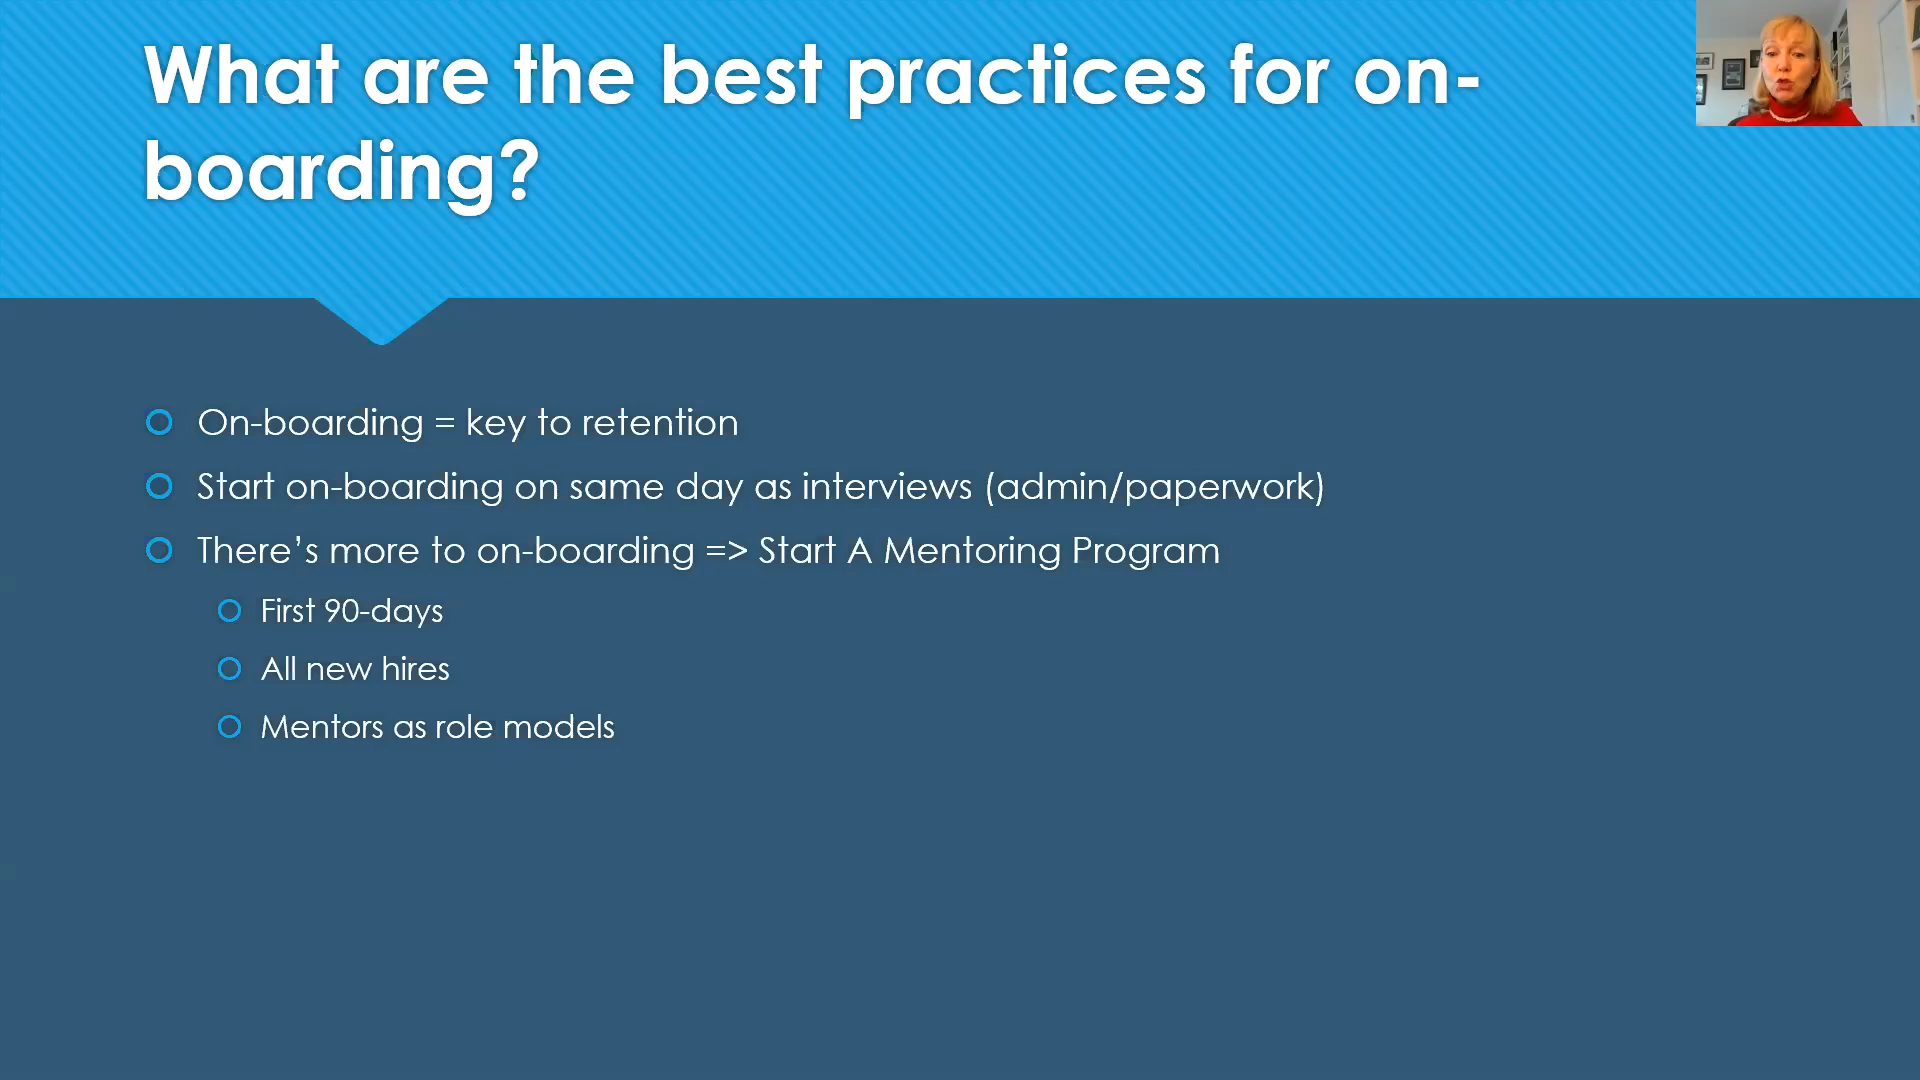 What are the best practices for on-
boarding?
On-boarding = key to retention
Start on-boarding on same day as interviews (admin/paperwork)
There’s more to on-boarding => Start A Mentoring Program
First 90-days
All new hires
Mentors as role models